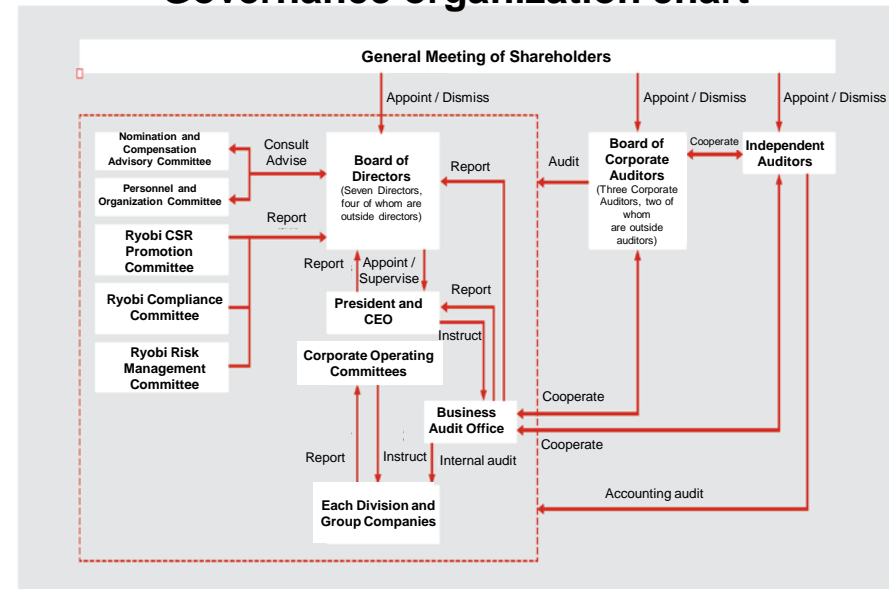 Governance organization chart
General Meeting of Shareholders
Appoint / Dismiss
Appoint / Dismiss
Appoint / Dismiss
Nomination and
Compensation
Advisory Committee
Consult
Advise
Board of
Directors
(Seven Directors,
four of whom are
outside directors)
Report
Audit
Board of
Corporate
Auditors
(Three Corporate
Auditors, two of
whom
are outside
auditors)
Cooperate
Independent
Auditors
Personnel and
Organization Committee
Report
Ryobi CSR
Promotion
Committee
Report
Appoint /
Supervise
Ryobi Compliance
Committee
President and
CEO
Report
Instruct
Ryobi Risk
Management
Committee
Corporate Operating
Committees
Business
Audit Office
Cooperate
Cooperate
Report
Instruct
Internal audit
Each Division and
Group Companies
Accounting audit